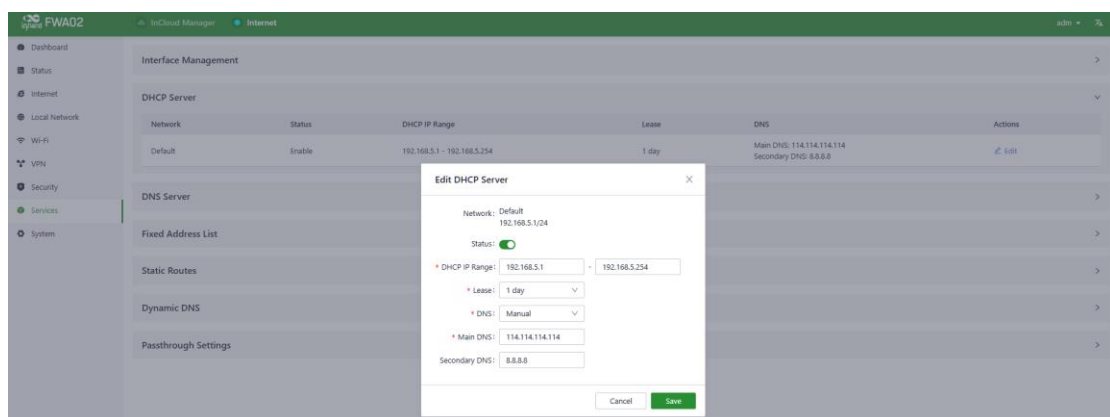 inhand FWA02
InCloud Manager Internet adm
Dashboard
Status
Internet
Local Network
Wi-Fi
VPN
Security
Services
System
Interface Management
DHCP Server
Network Status DHCP IP Range Lease DNS Actions
Default Enable 192.168.5.1 - 192.168.5.254 1 day Main DNS: 114.114.114.114
Secondary DNS: 8.8.8.8
Edit
DNS Server
Fixed Address List
Static Routes
Dynamic DNS
Passthrough Settings
Edit DHCP Server
Network: Default
192.168.5.1/24
Status:
* DHCP IP Range: 192.168.5.1 - 192.168.5.254
* Lease: 1 day
* DNS: Manual
* Main DNS: 114.114.114.114
Secondary DNS: 8.8.8.8
Cancel Save